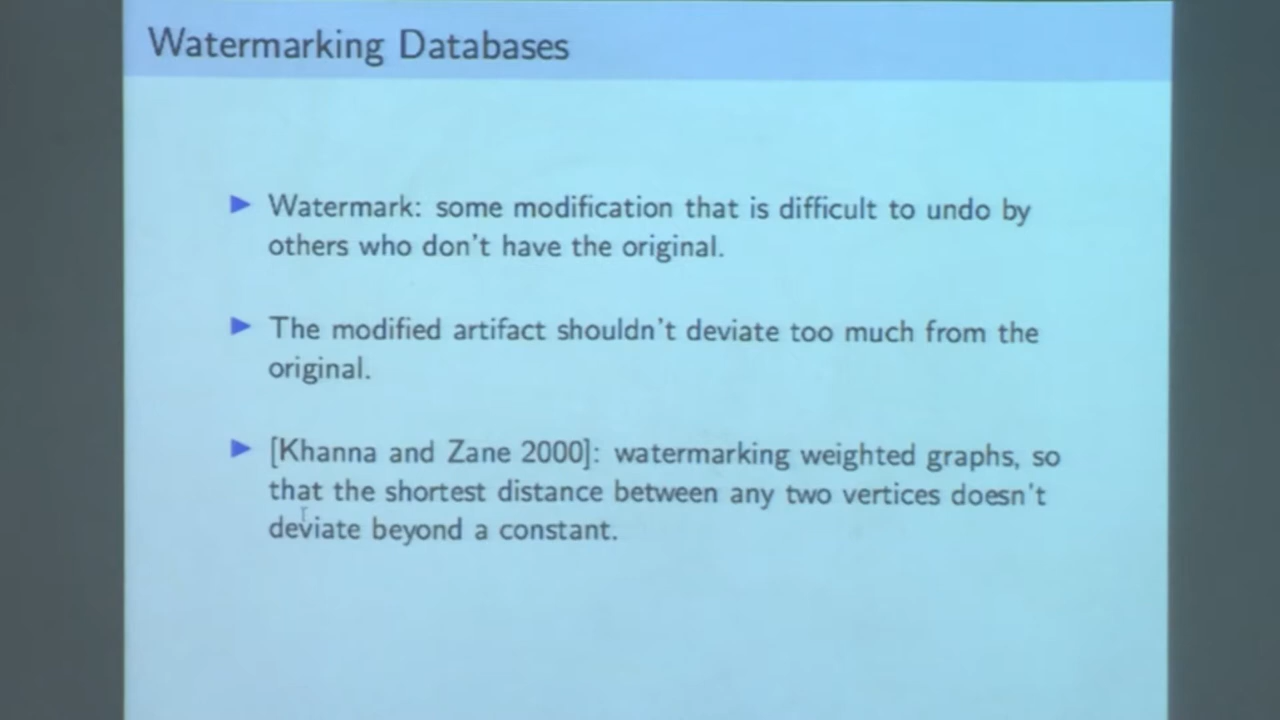 Watermarking Databases
Watermark: some modification that is difficult to undo by
others who don't have the original.
The modified artifact shouldn't deviate too much from the
original.
[Khanna and Zane 2000]: watermarking weighted graphs, so
that the shortest distance between any two vertices doesn't
deviate beyond a constant.